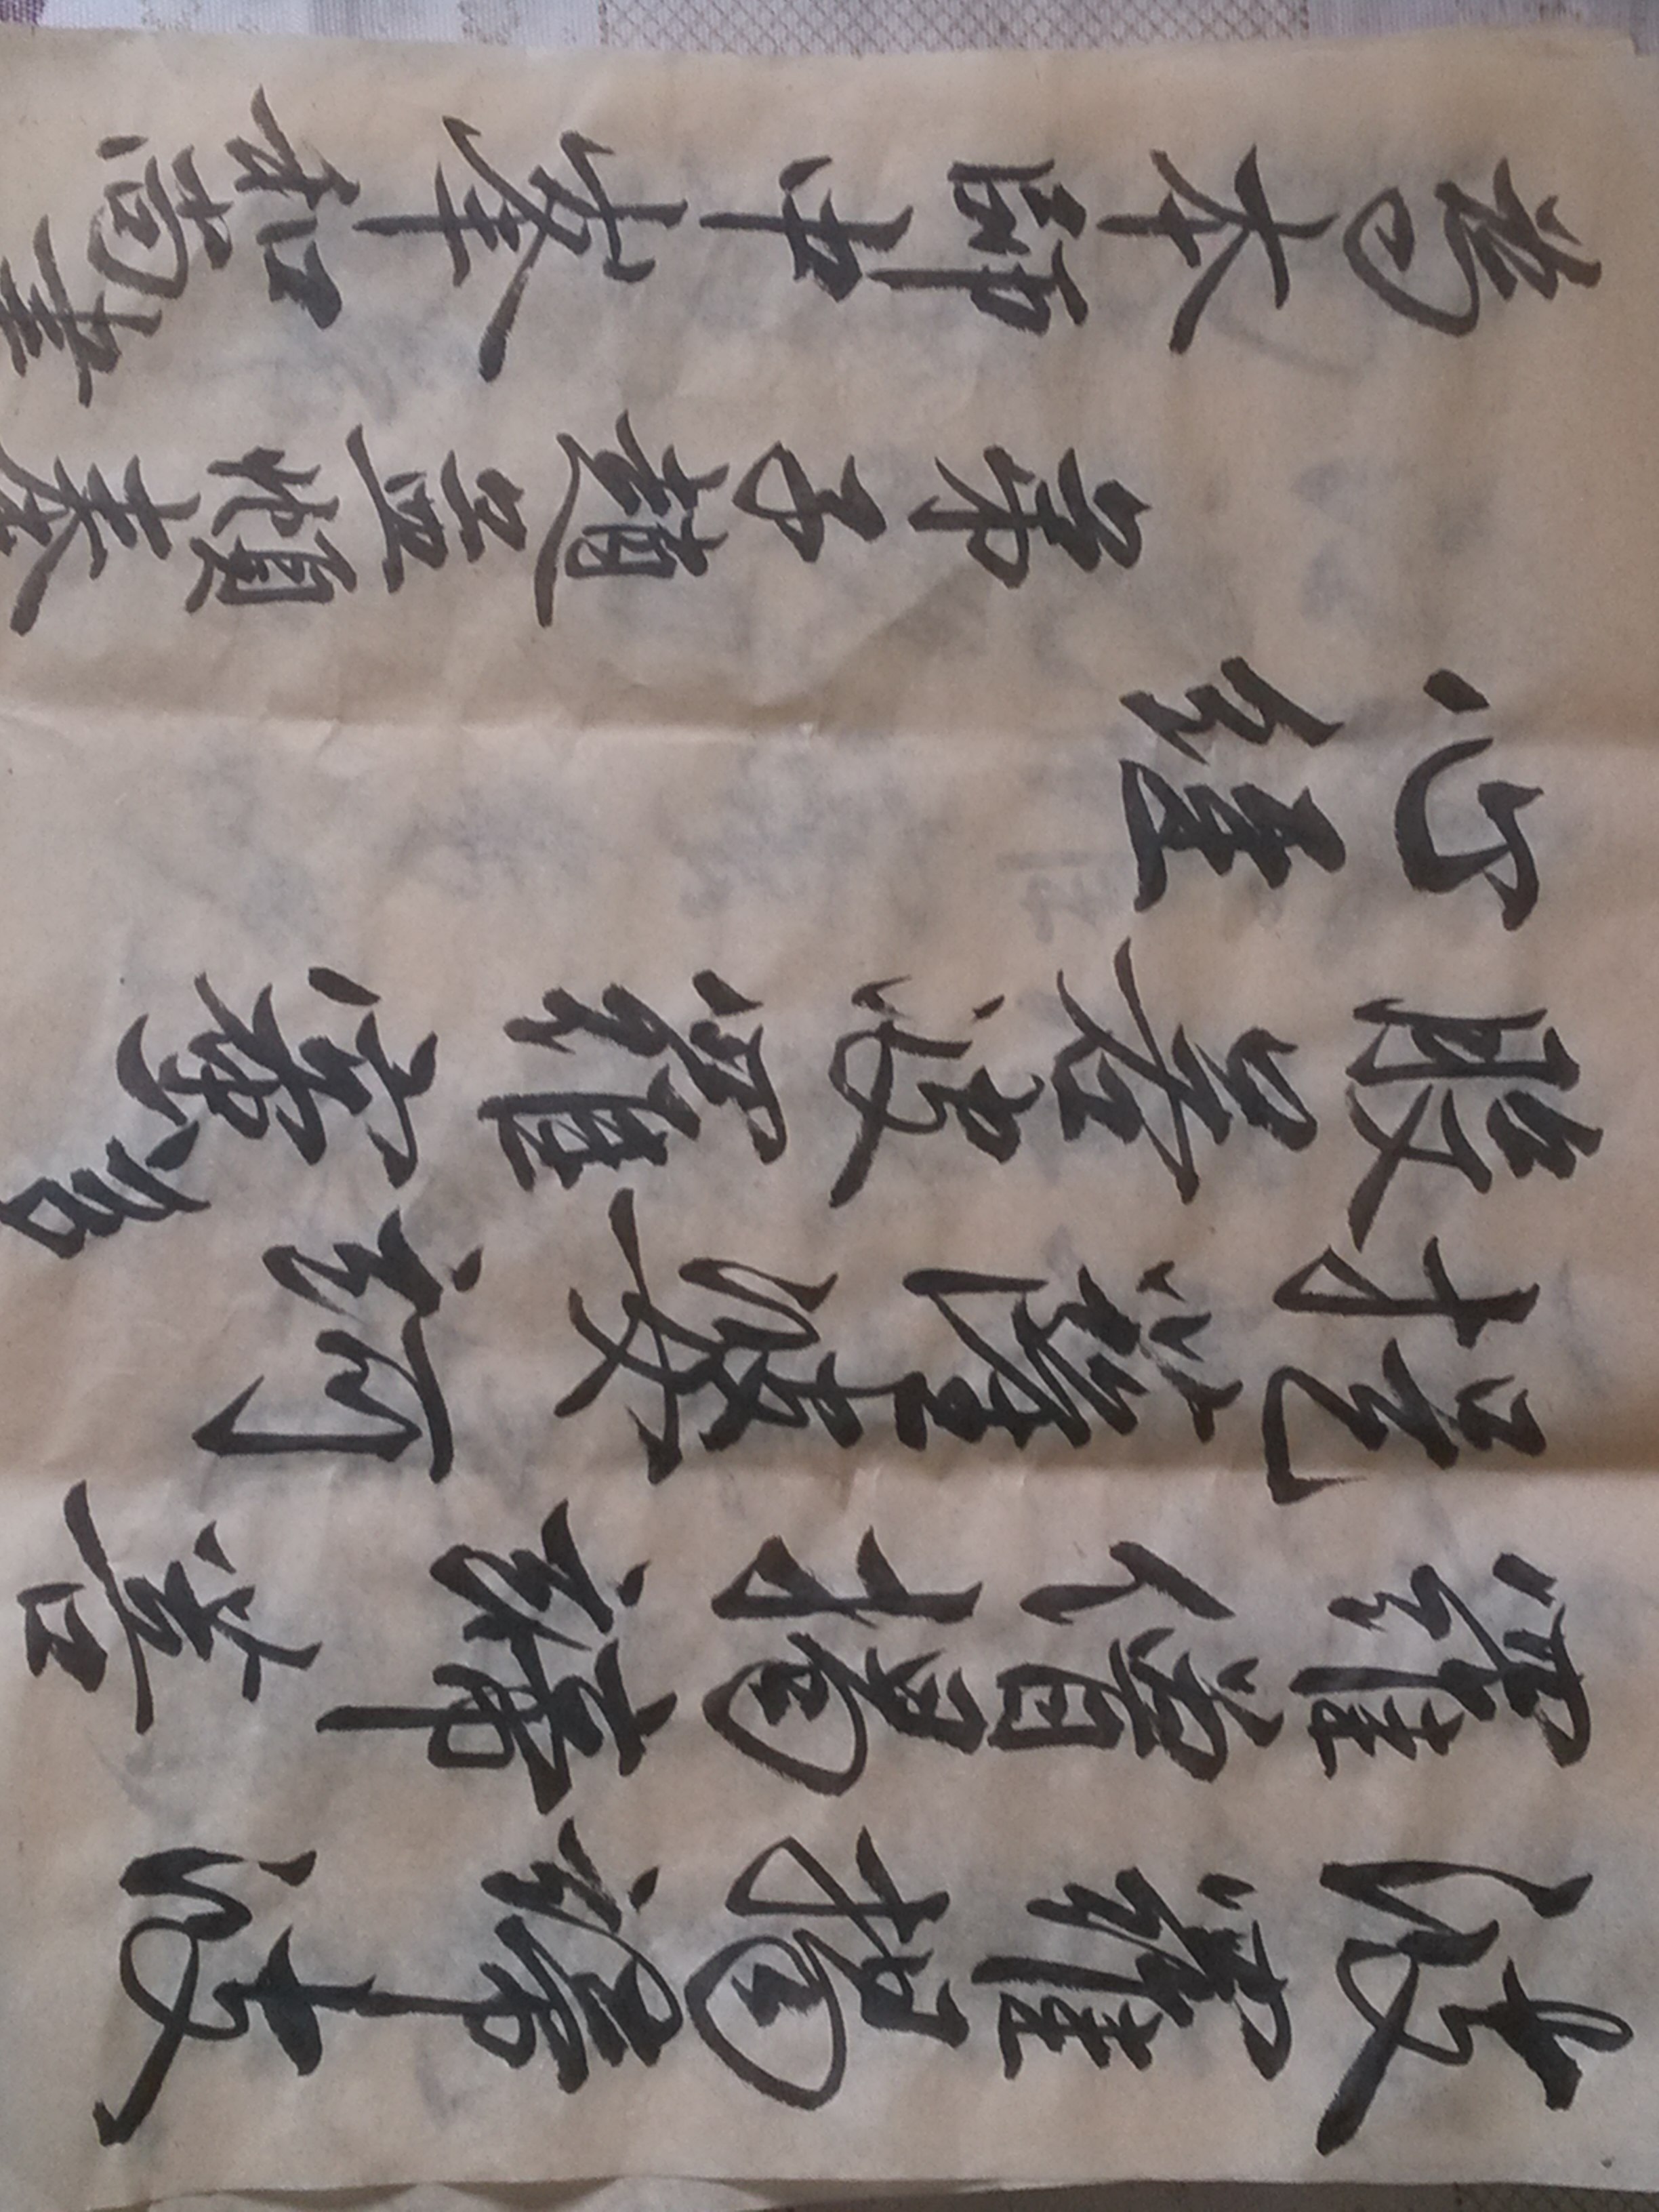 波羅揭諦波
羅僧揭諦菩
提薩婆訶
般若波羅蜜多
心經
弟子趙孟頫奉
為本師中峯和尚書